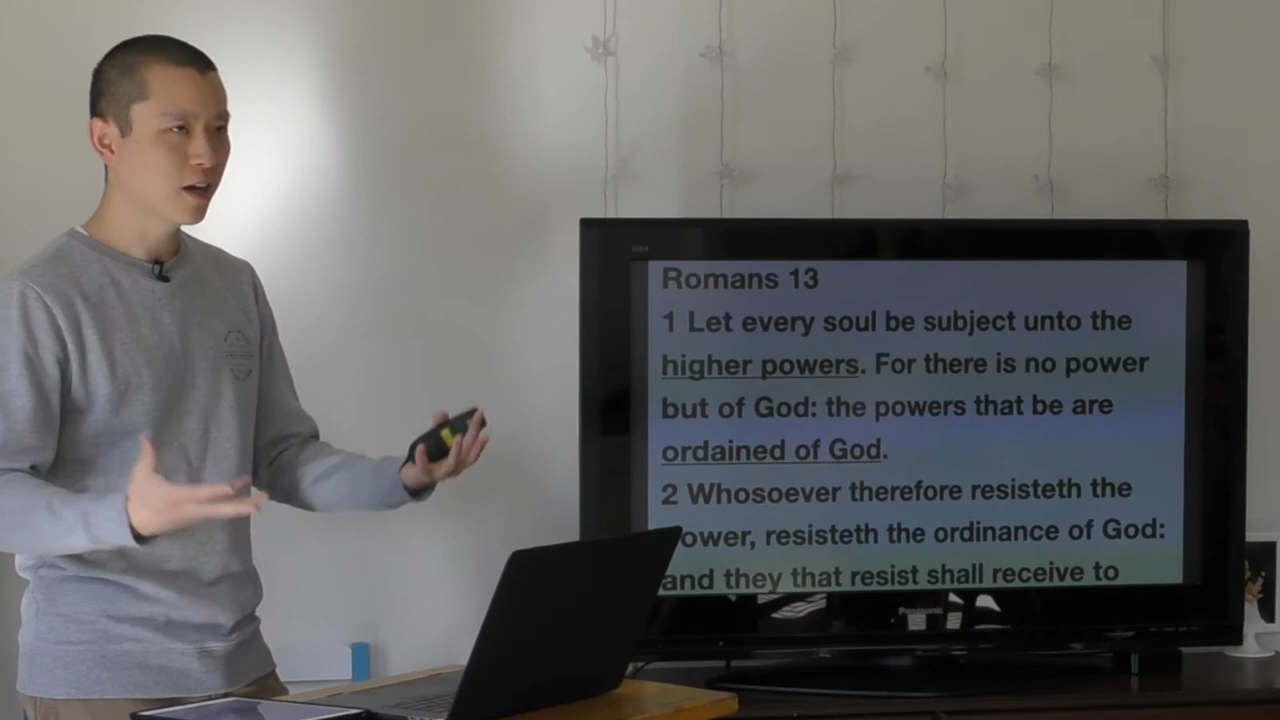 Romans 13
1 Let every soul be subject unto the
higher powers. For there is no power
but of God: the powers that be are
ordained of God.
2 Whosoever therefore resisteth the
ower, resisteth the ordinance of God:
and they that resist shall receive to
Panasonic